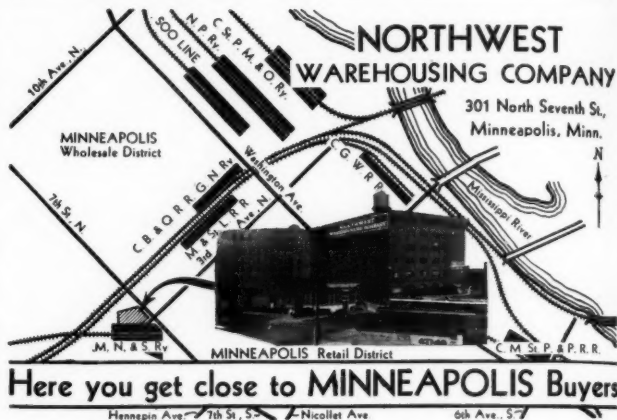 NORTHWEST
WAREHOUSING COMPANY
301 North Seventh St.,
Minneapolis, Minn.
N
10th Ave., N.
SOO LINE
N. P. Ry.
C. St. P. M. & O. Ry.
MINNEAPOLIS
Wholesale District
Washington Ave.
C. G. W. R. R.
Mississippi River
7th St., N
C. B. & Q. R. R. G. N. Ry
M. & St. L. R R
3rd Ave., N.
NORTHWEST
M. N. & S. Ry
MINNEAPOLIS Retail District
C. M. St. P. & P. R. R.
Here you get close to MINNEAPOLIS Buyers
Hennepin Ave. 7th St., S. Nicollet Ave. 6th Ave., S.